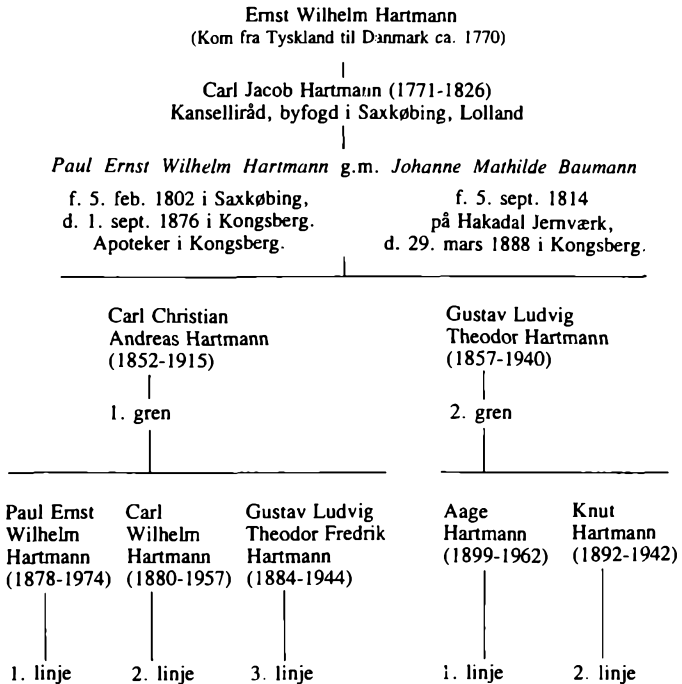 Ernst Wilhelm Hartmann
(Kom fra Tyskland til Danmark ca. 1770)
Carl Jacob Hartmann (1771-1826)
Kanselliråd, byfogd i Saxkøbing, Lolland
Paul Ernst Wilhelm Hartmann g.m. Johanne Mathilde Baumann
f. 5. feb. 1802 i Saxkøbing,
d. 1. sept. 1876 i Kongsberg.
Apoteker i Kongsberg.
f. 5. sept. 1814
på Hakadal Jernværk,
d. 29. mars 1888 i Kongsberg.
Carl Christian
Andreas Hartmann
(1852-1915)
1. gren
Gustav Ludvig
Theodor Hartmann
(1857-1940)
2. gren
Paul Ernst
Wilhelm
Hartmann
(1878-1974)
1. linje
Carl
Wilhelm
Hartmann
(1880-1957)
2. linje
Gustav Ludvig
Theodor Fredrik
Hartmann
(1884-1944)
3. linje
Aage
Hartmann
(1899-1962)
1. linje
Knut
Hartmann
(1892-1942)
2. linje